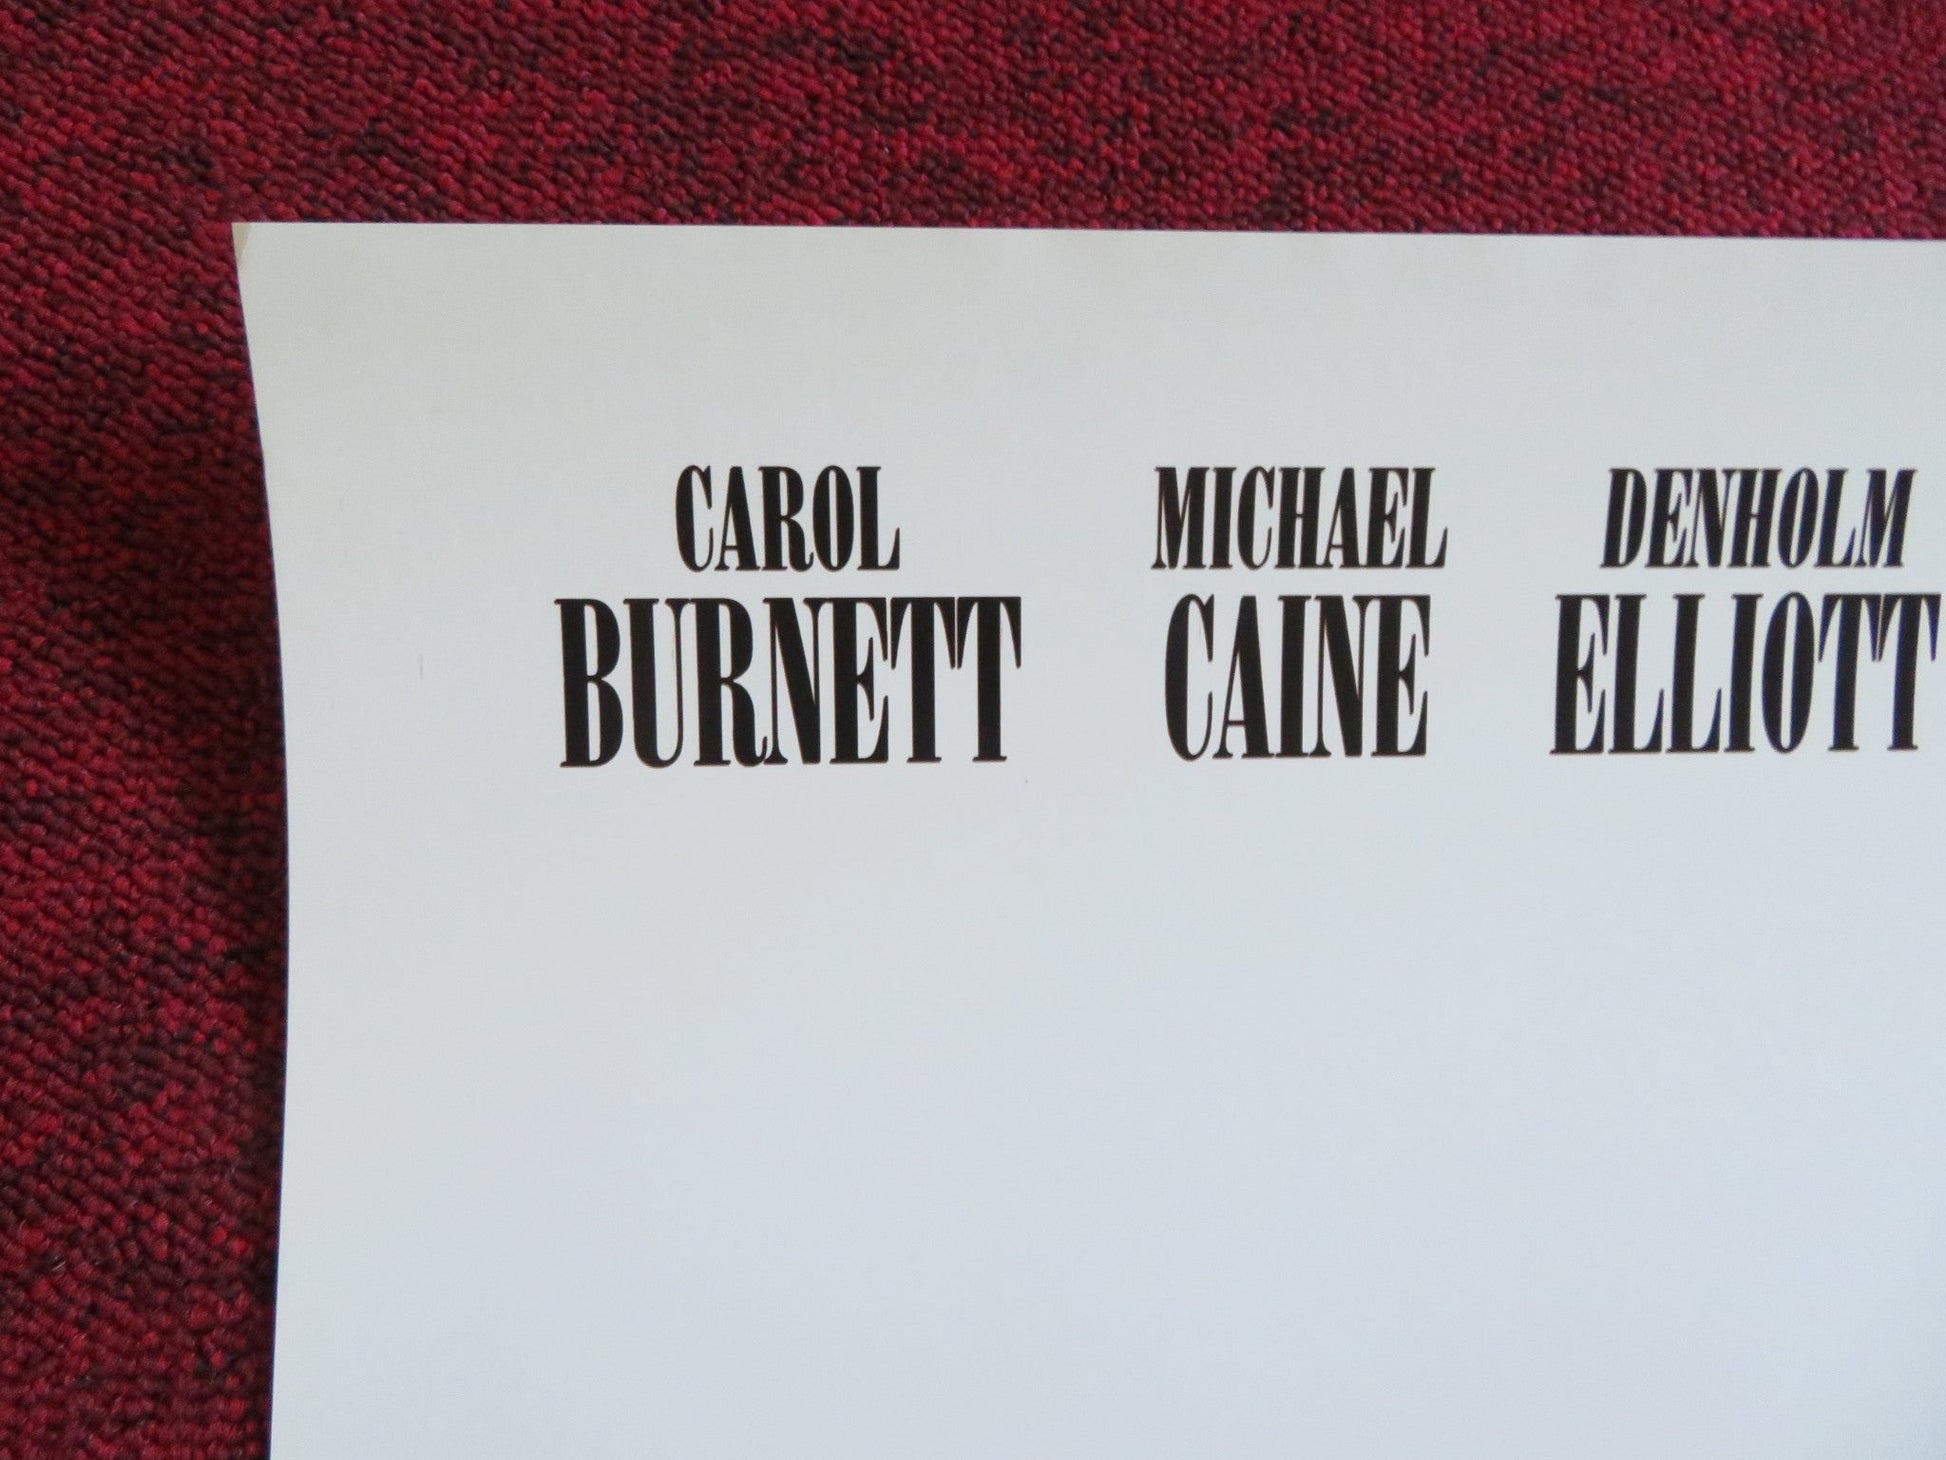 CAROL MICHAEL DENHOLM
BURNETT CAINE ELLIOTT